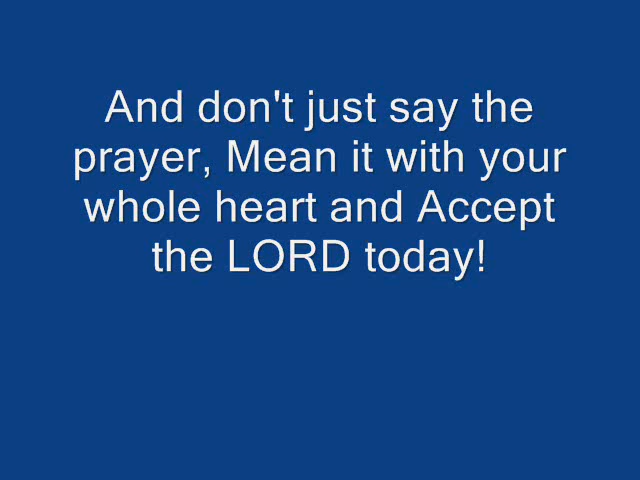 And don't just say the
prayer, Mean it with your
whole heart and Accept
the LORD today!